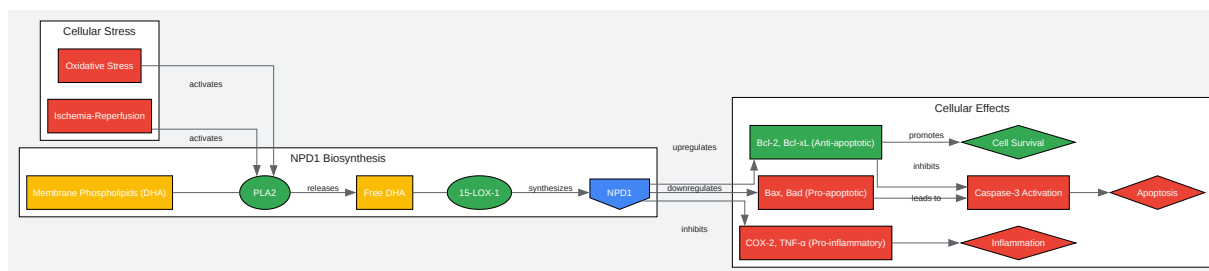 Cellular Stress
Oxidative Stress
activates
Ischemia-Reperfusion
activates
NPD1 Biosynthesis
Membrane Phospholipids (DHA)
PLA2
releases
Free DHA
15-LOX-1
synthesizes
NPD1
upregulates
downregulates
inhibits
Cellular Effects
Bcl-2, Bcl-xL (Anti-apoptotic)
promotes
Cell Survival
inhibits
Bax, Bad (Pro-apoptotic)
leads to
Caspase-3 Activation
Apoptosis
COX-2, TNF-α (Pro-inflammatory)
Inflammation